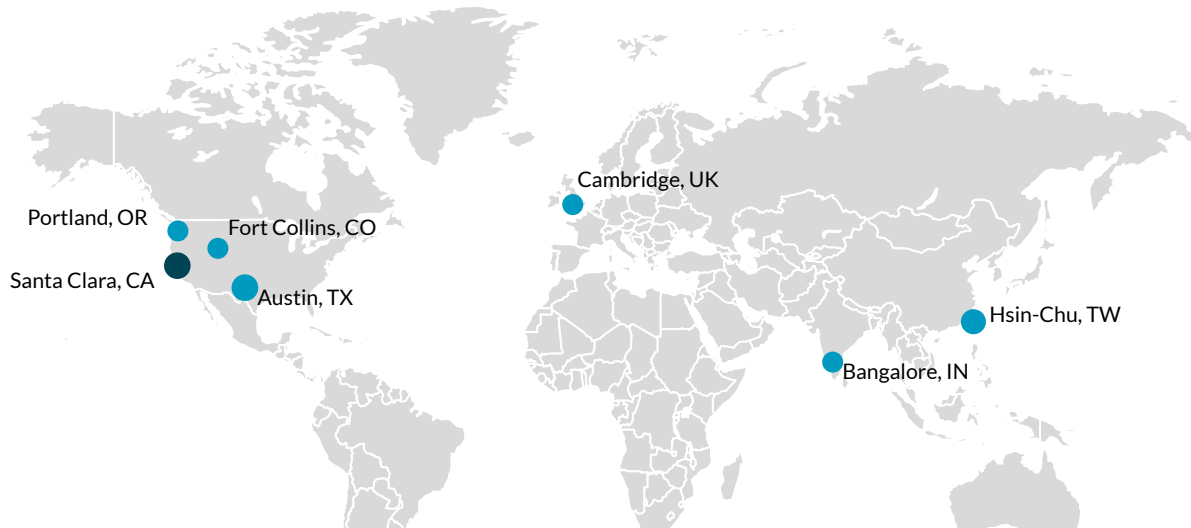 Cambridge, UK
Portland, OR
Fort Collins, CO
Santa Clara, CA
Austin, TX
Hsin-Chu, TW
Bangalore, IN